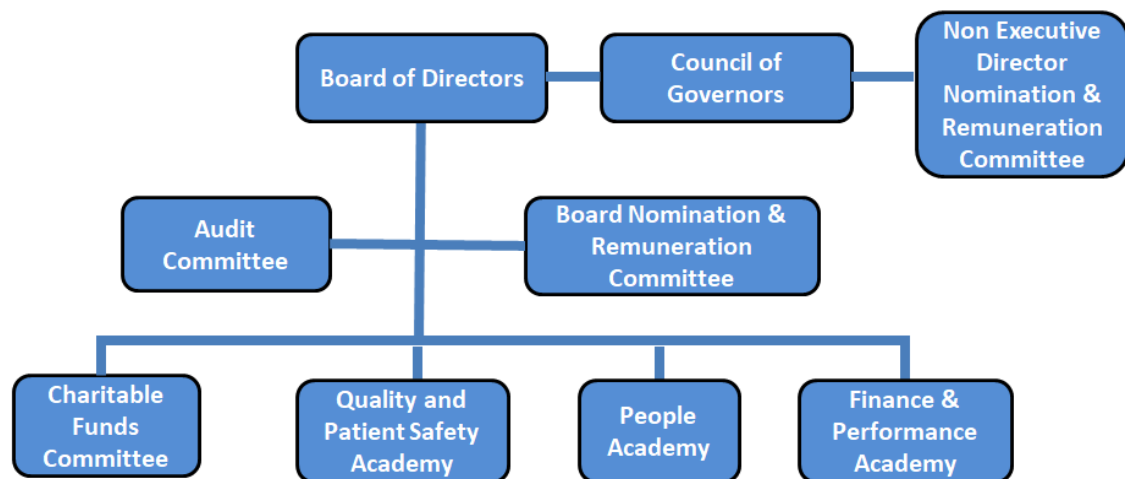 Board of Directors
Council of
Governors
Non Executive
Director
Nomination &
Remuneration
Committee
Audit
Committee
Board Nomination &
Remuneration
Committee
Charitable
Funds
Committee
Quality and
Patient Safety
Academy
People
Academy
Finance &
Performance
Academy